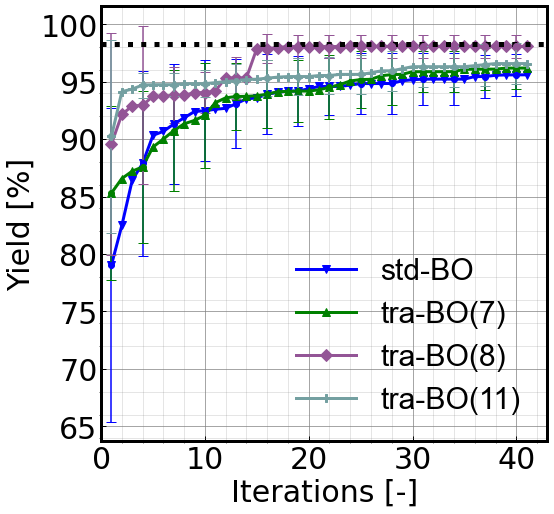 100
95
90
85
80
75
70
65
Yield [%]
std-BO
tra-BO(7)
tra-BO(8)
tra-BO(11)
0
10
20
30
40
Iterations [-]